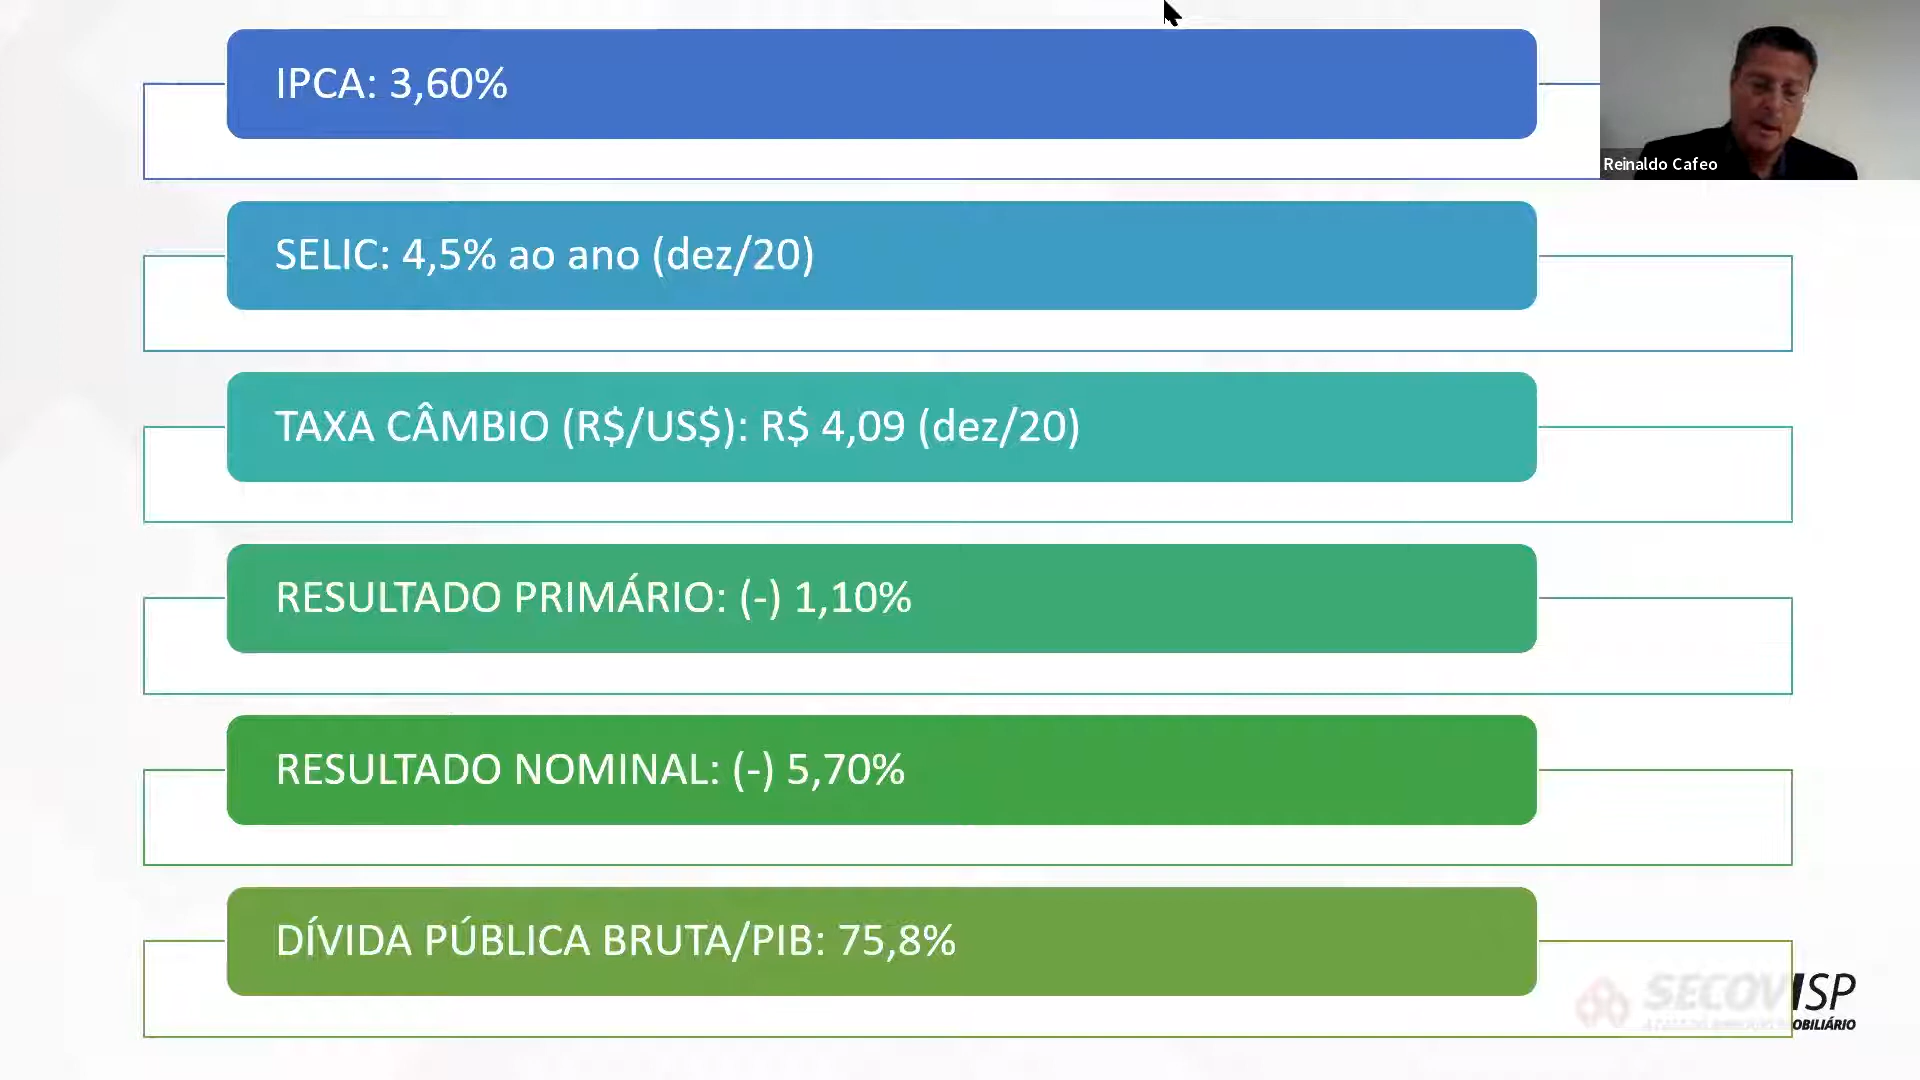 IPCA: 3,60%
Reinaldo Cafeo
SELIC: 4,5% ao ano (dez/20)
TAXA CÂMBIO (R$/US$): R$ 4,09 (dez/20)
RESULTADO PRIMÁRIO: (-) 1,10%
RESULTADO NOMINAL: (-) 5,70%
DÍVIDA PÚBLICA BRUTA/PIB: 75,8%
SECOVISP
OBILIÁRIO